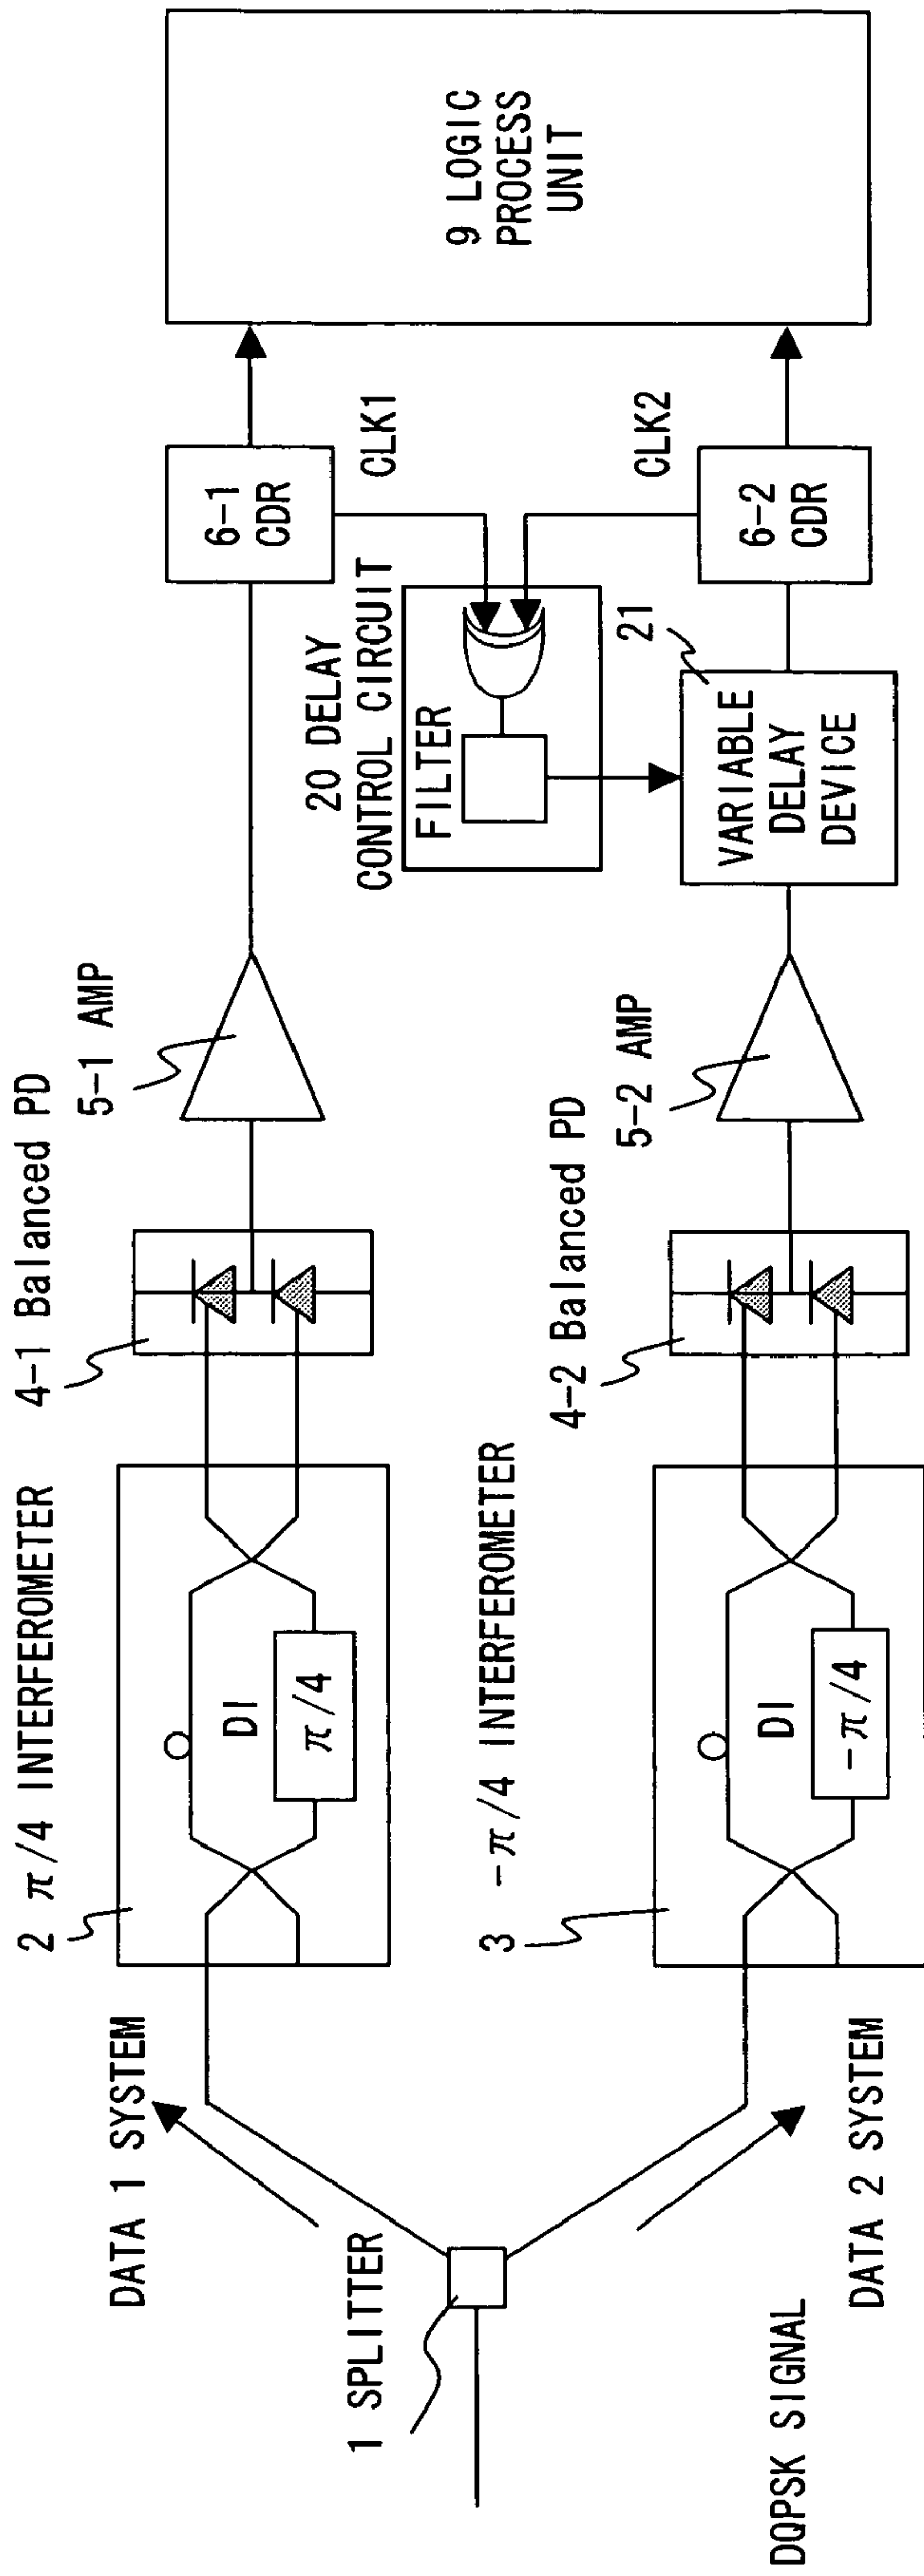 DQPSK SIGNAL
1 SPLITTER
DATA 1 SYSTEM
DATA 2 SYSTEM
2 π/4 INTERFEROMETER
DI
π/4
3 -π/4 INTERFEROMETER
DI
-π/4
4-1 Balanced PD
4-2 Balanced PD
5-1 AMP
5-2 AMP
20 DELAY
CONTROL CIRCUIT
FILTER
21
VARIABLE
DELAY
DEVICE
6-1
CDR
CLK1
CLK2
6-2
CDR
9 LOGIC
PROCESS
UNIT